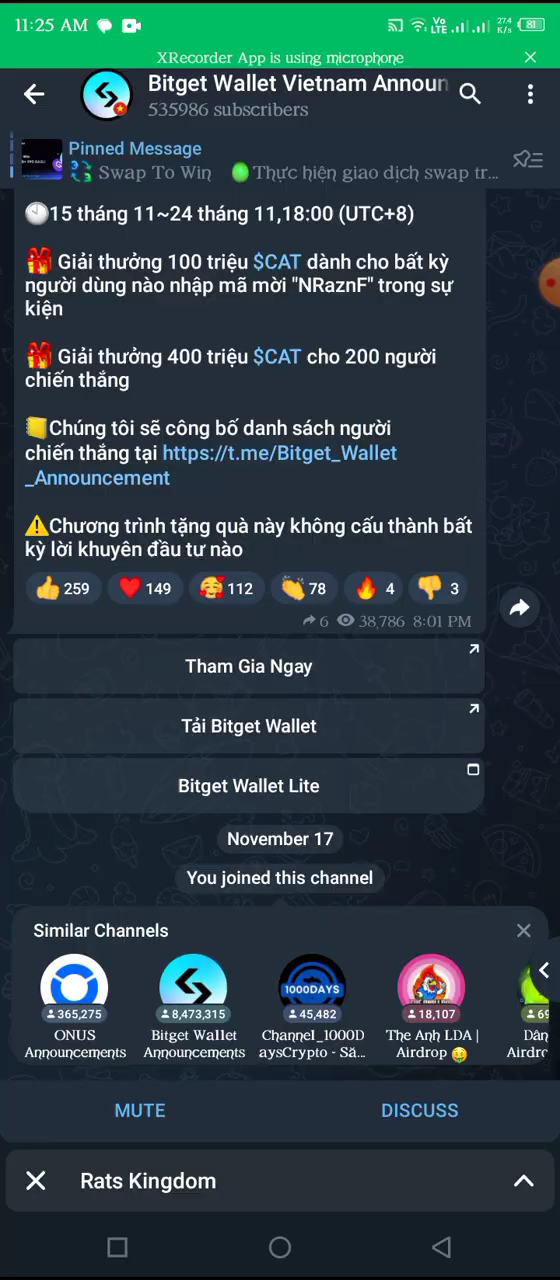 11:25 AM
Vo
LTE
27.4
K/s
81
XRecorder App is using microphone
Bitget Wallet Vietnam Announ
535986 subscribers
Pinned Message
Swap To Win Thực hiện giao dịch swap tr...
15 tháng 11~24 tháng 11,18:00 (UTC+8)
Giải thưởng 100 triệu $CAT dành cho bất kỳ
người dùng nào nhập mã mời "NRaznF" trong sự
kiện
Giải thưởng 400 triệu $CAT cho 200 người
chiến thắng
Chúng tôi sẽ công bố danh sách người
chiến thắng tại https://t.me/Bitget_Wallet
_Announcement
Chương trình tặng quà này không cấu thành bất
kỳ lời khuyên đầu tư nào
259 149 112 78 4 3
6 38,786 8:01 PM
Tham Gia Ngay
Tải Bitget Wallet
Bitget Wallet Lite
November 17
You joined this channel
Similar Channels
365,275 8,473,315 45,482 18,107 69
1000DAYS
ONUS Bitget Wallet Channel_1000D The Anh LDA | Dân
Announcements Announcements aysCrypto - Să... Airdrop Airdro
MUTE DISCUSS
Rats Kingdom